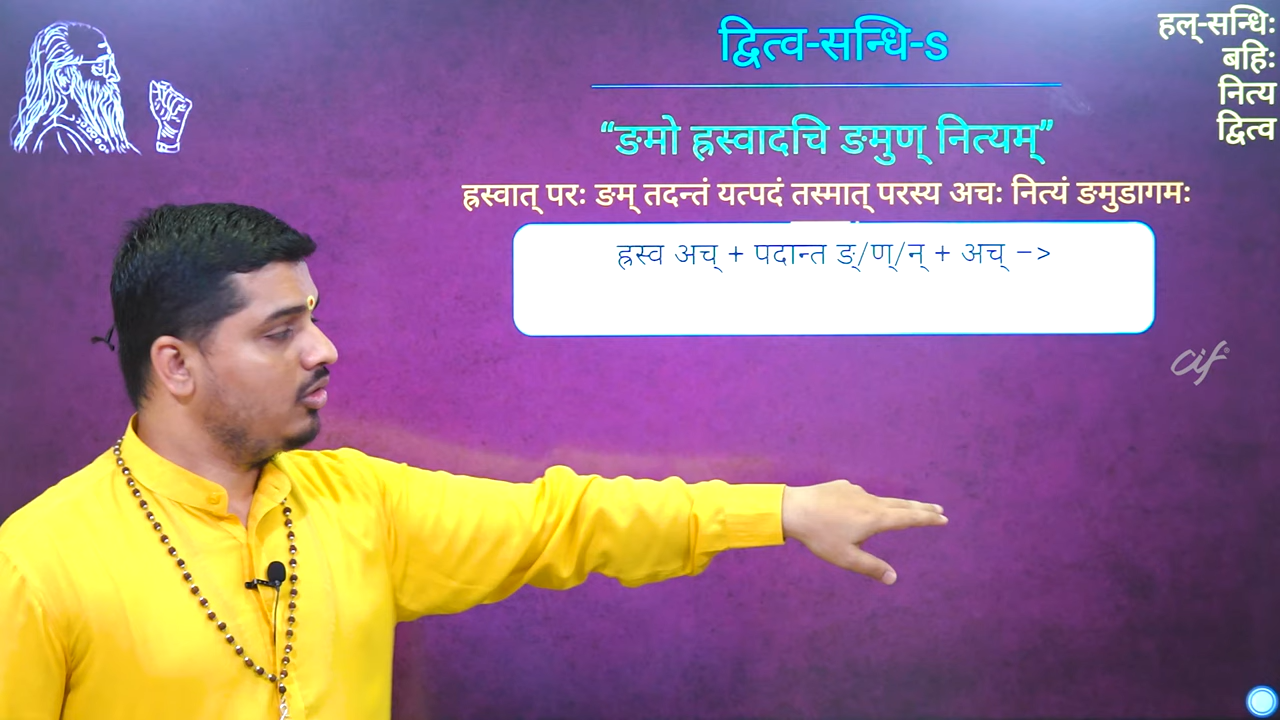 द्वित्व-सन्धि-s
“ङमो ह्रस्वादचि ङमुण् नित्यम्”
ह्रस्वात् परः ङम् तदन्तं यत्पदं तस्मात् परस्य अचः नित्यं ङमुडागमः
ह्रस्व अच् + पदान्त ङ्/ण्/न् + अच् –>
हल्-सन्धिः
बहिः
नित्य
द्वित्व
cif